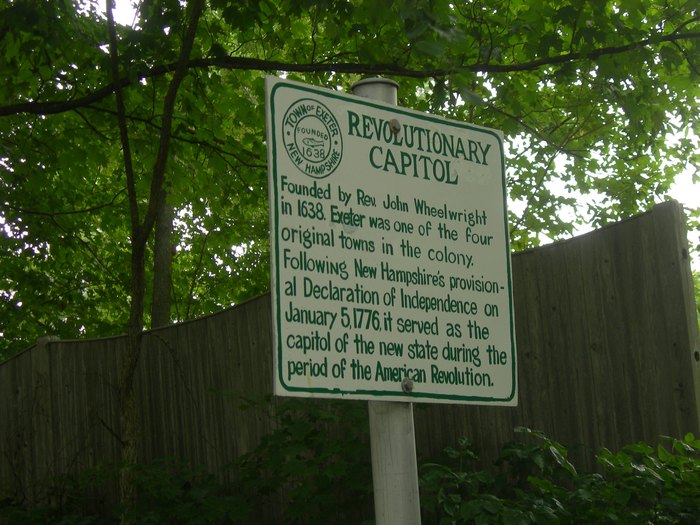 TOWN OF EXETER
FOUNDED
1638
NEW HAMPSHIRE
REVOLUTIONARY
CAPITOL
Founded by Rev. John Wheelwright
in 1638. Exeter was one of the four
original towns in the colony.
Following New Hampshire's provision-
al Declaration of Independence on
January 5, 1776, it served as the
capitol of the new state during the
period of the American Revolution.